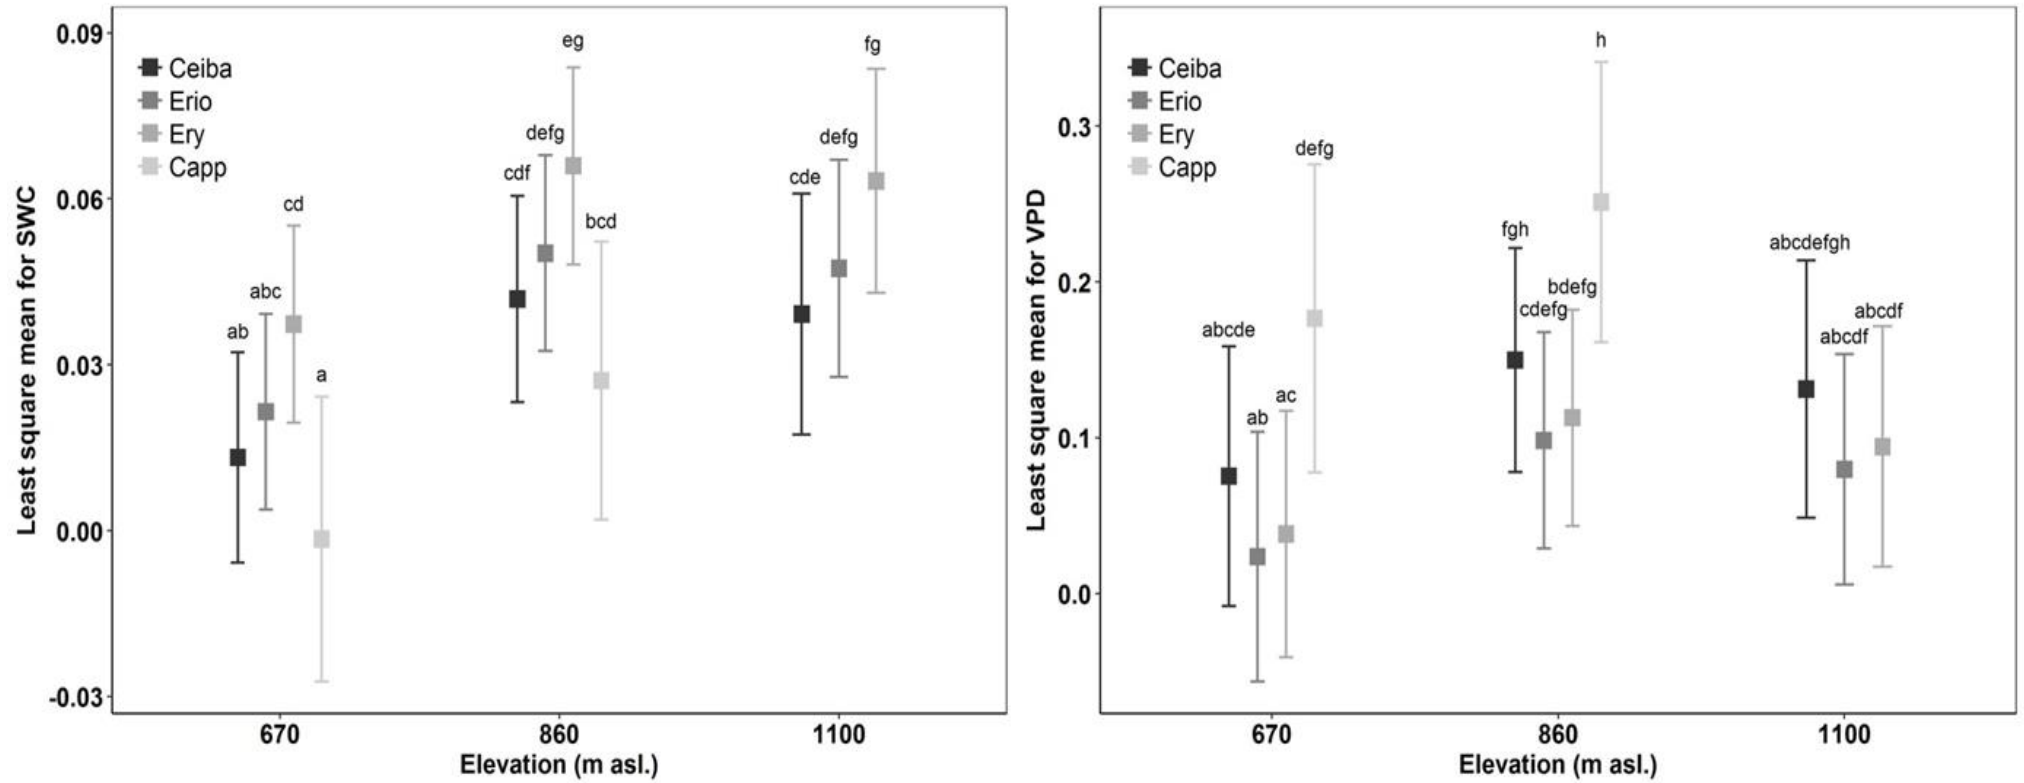 Least square mean for SWC
0.09
0.06
0.03
0.00
-0.03
Ceiba
Erio
Ery
Capp
ab
abc
cd
a
cdf
defg
eg
bcd
cde
defg
fg
670
860
1100
Elevation (m asl.)
Least square mean for VPD
0.3
0.2
0.1
0.0
Ceiba
Erio
Ery
Capp
abcde
ab
ac
defg
fgh
cdefg
bdefg
h
abcdefgh
abcdf
abcdf
670
860
1100
Elevation (m asl.)